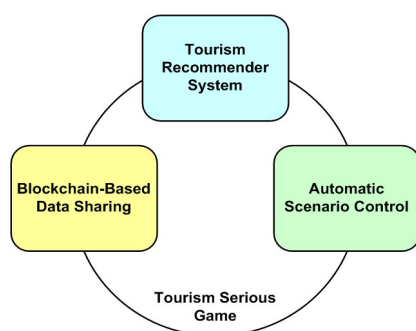 Tourism
Recommender
System
Blockchain-Based
Data Sharing
Automatic
Scenario Control
Tourism Serious
Game